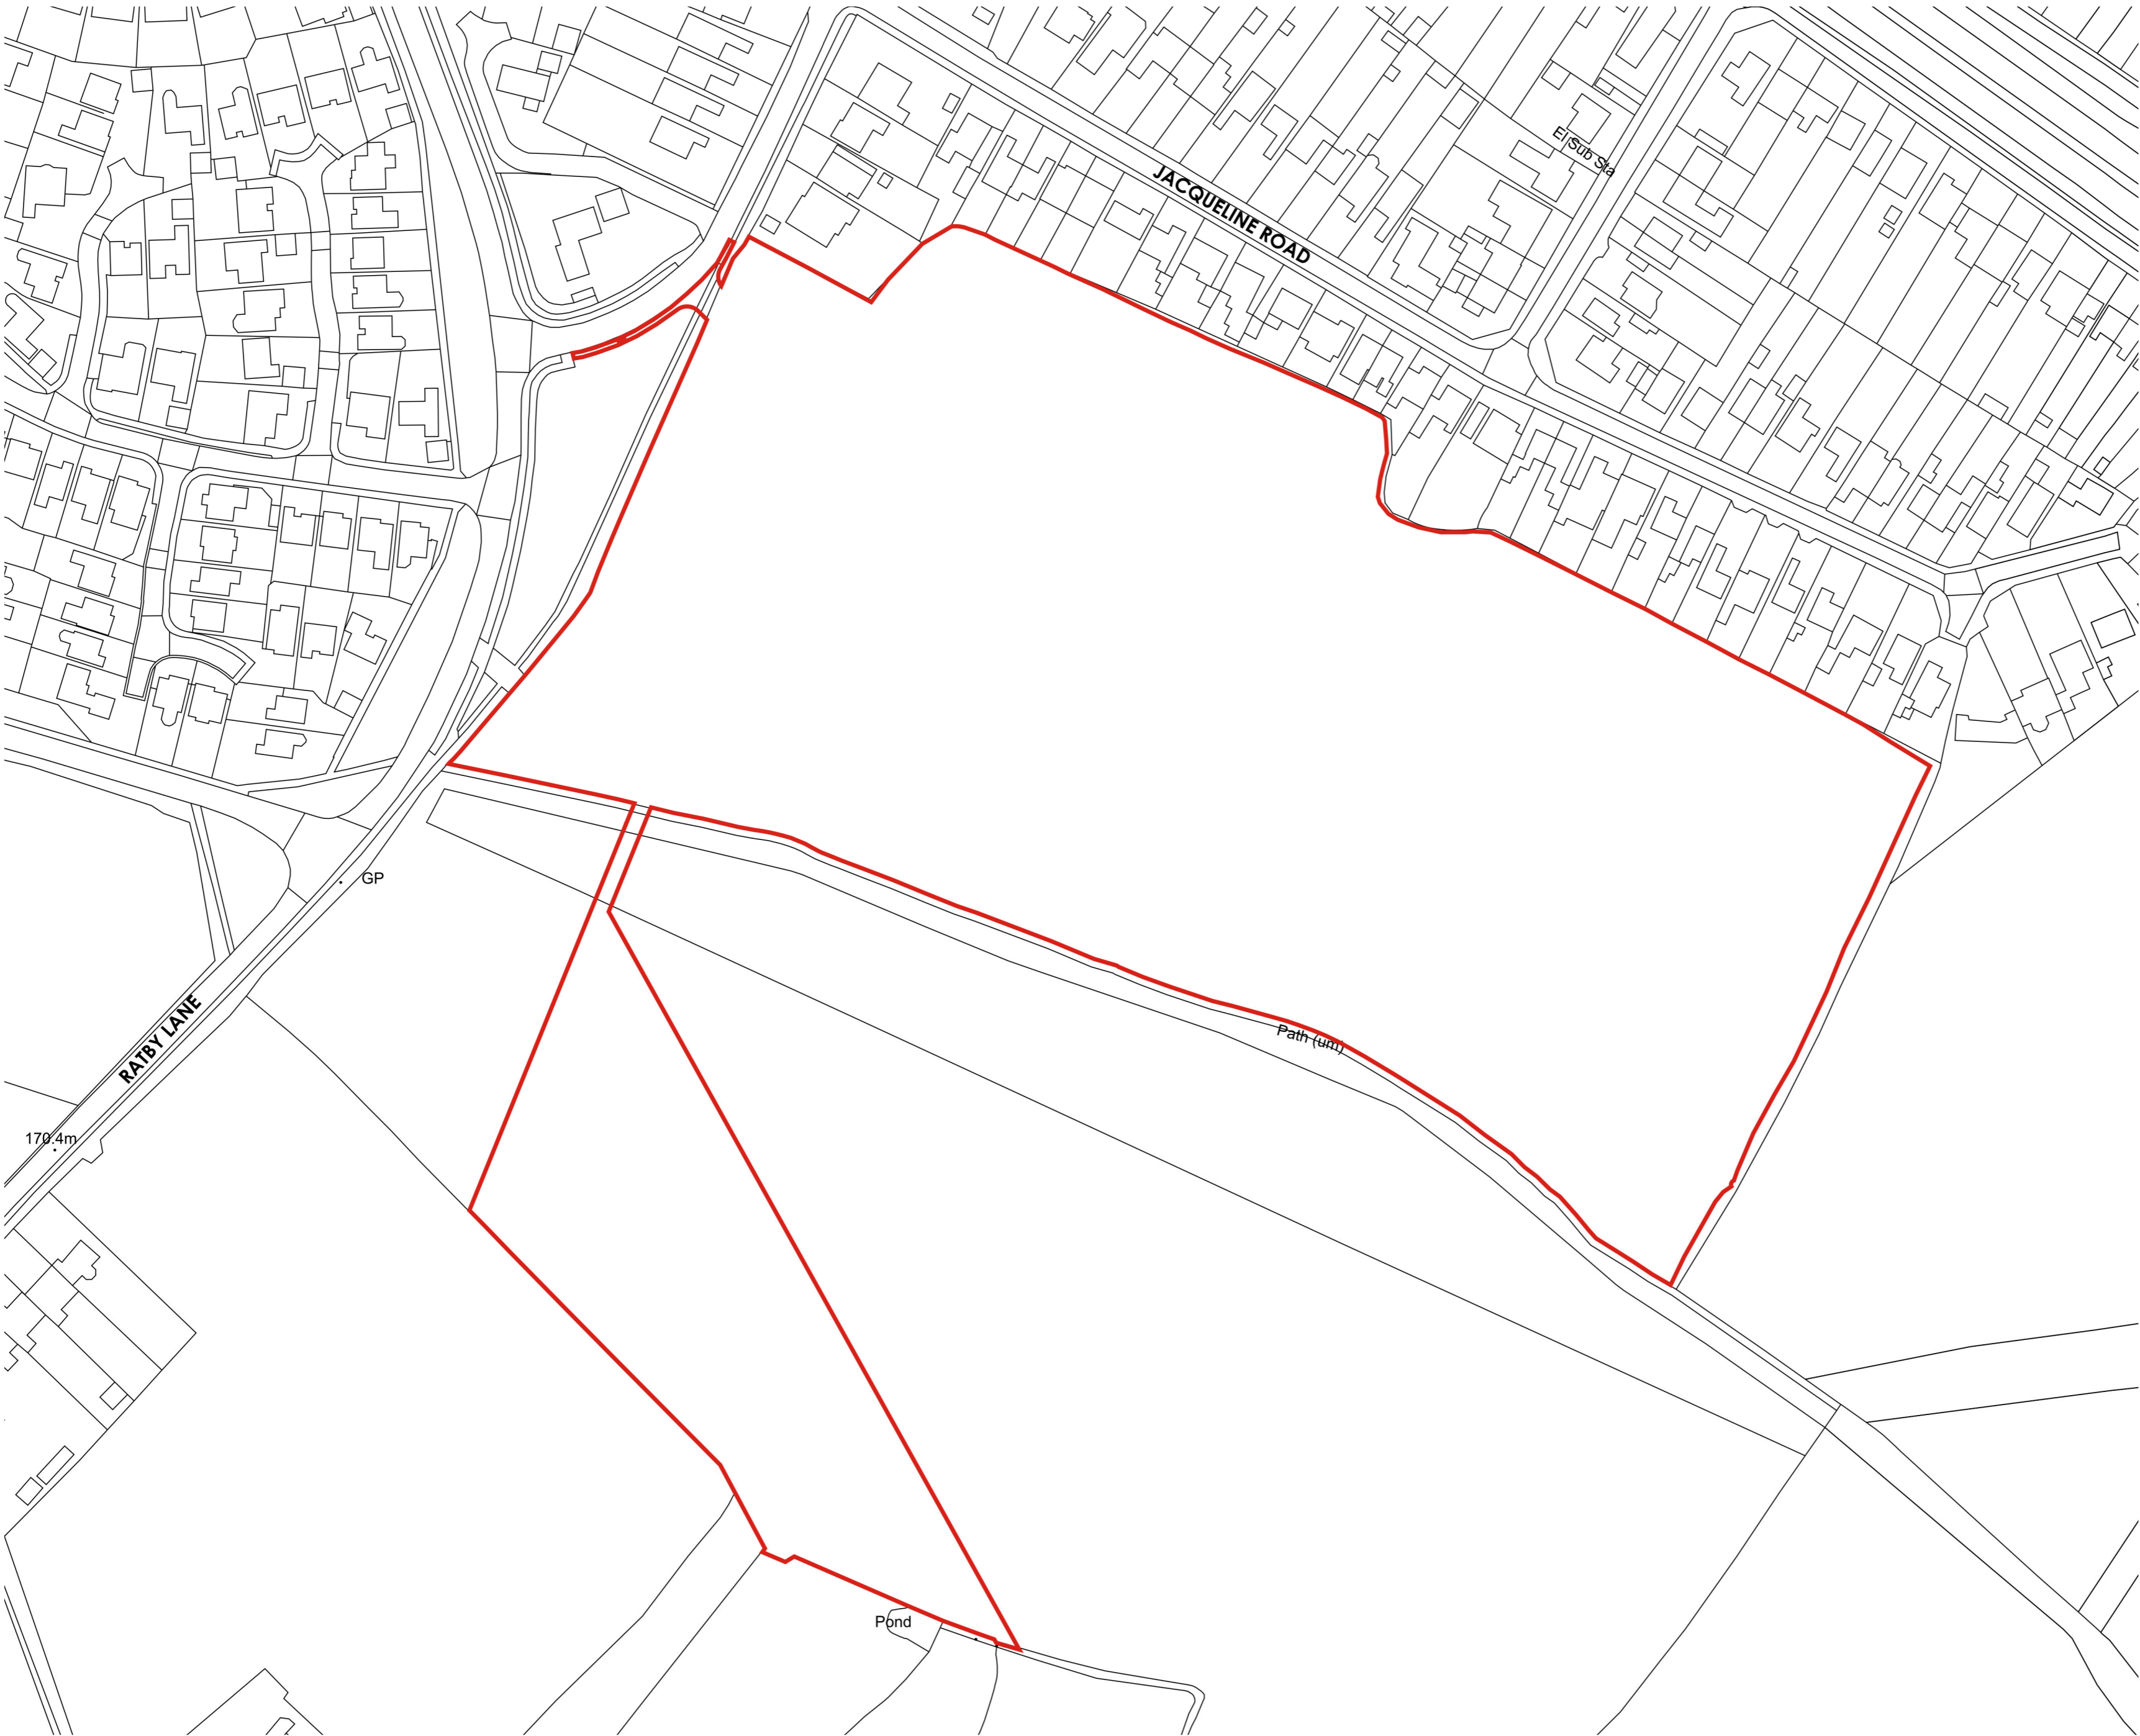 El Sub Sta
JACQUELINE ROAD
GP
RATBY LANE
Path (um)
170.4m
Pond